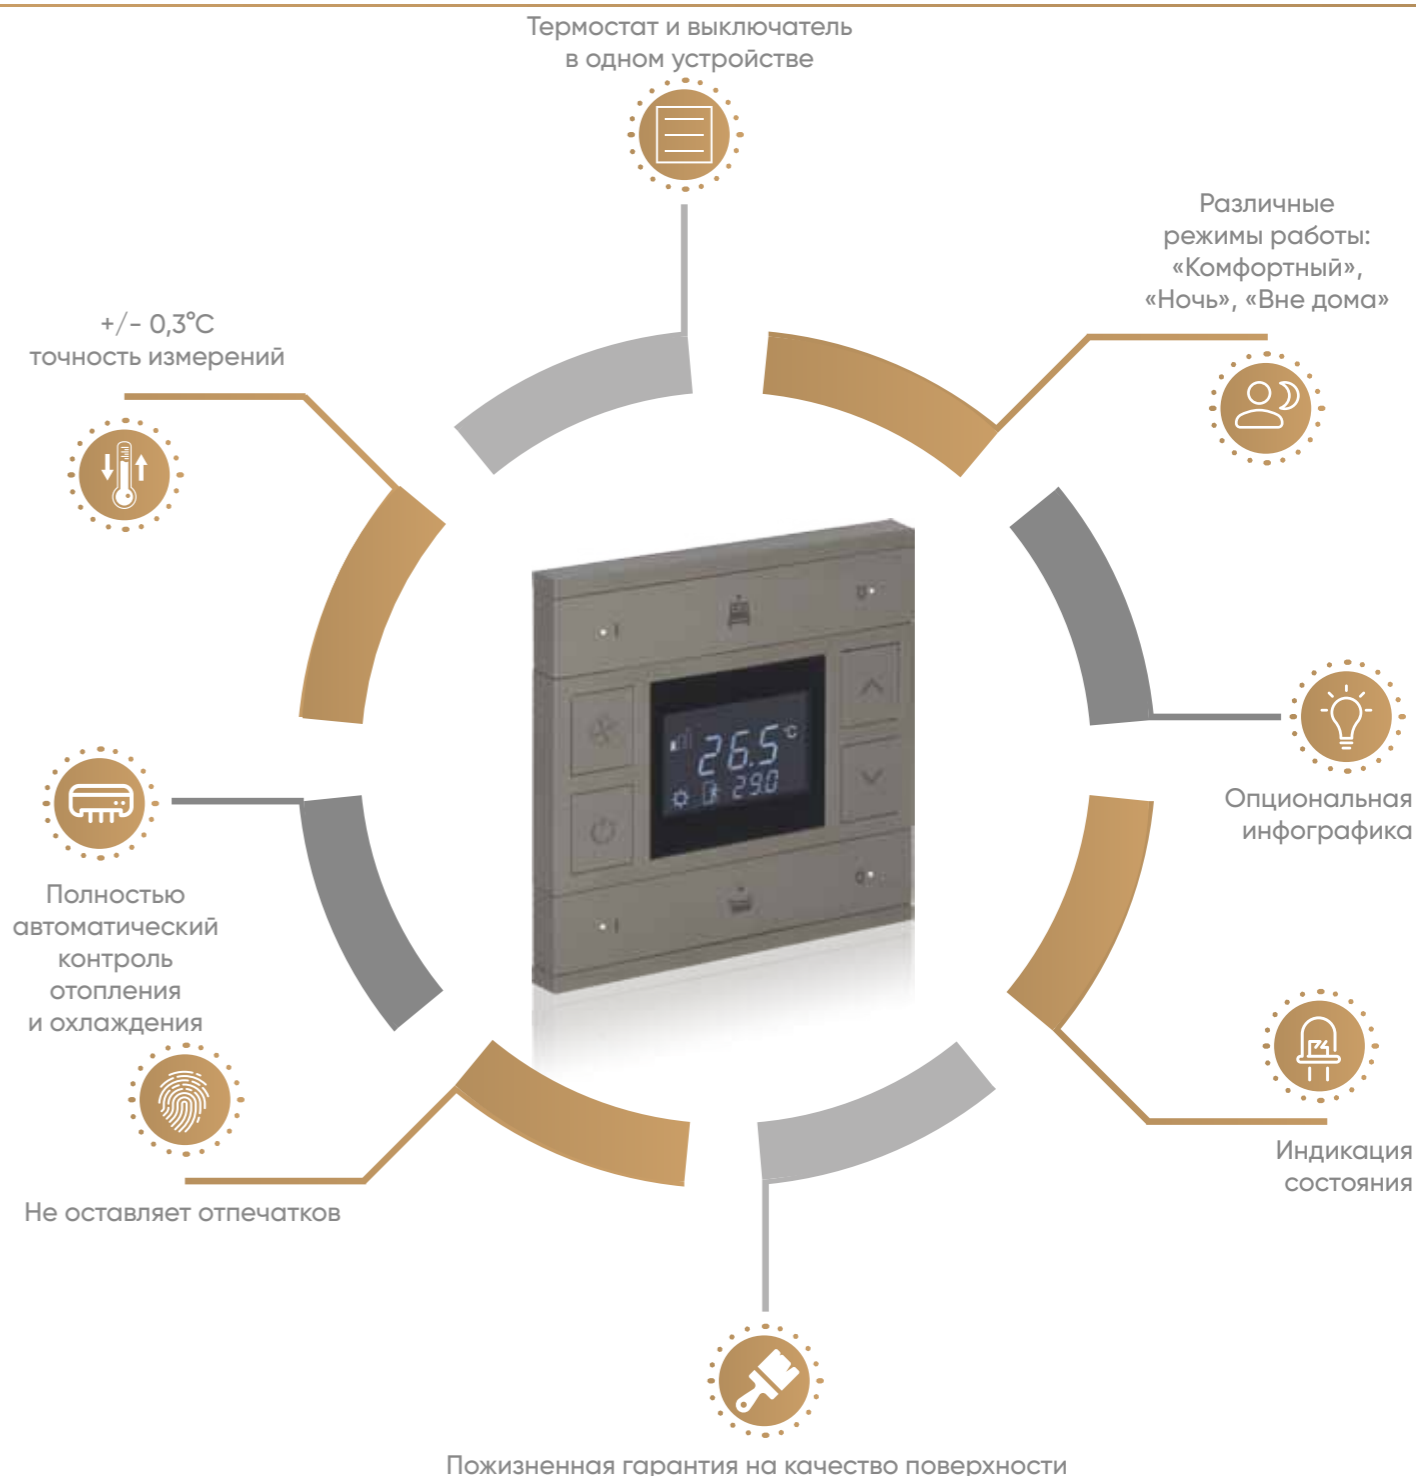 Термостат и выключатель
в одном устройстве
Различные
режимы работы:
«Комфортный»,
«Ночь», «Вне дома»
+/- 0,3°C
точность измерений
26.5 °C
29.0
Опциональная
инфографика
Полностью
автоматический
контроль
отопления
и охлаждения
Индикация
состояния
Не оставляет отпечатков
Пожизненная гарантия на качество поверхности